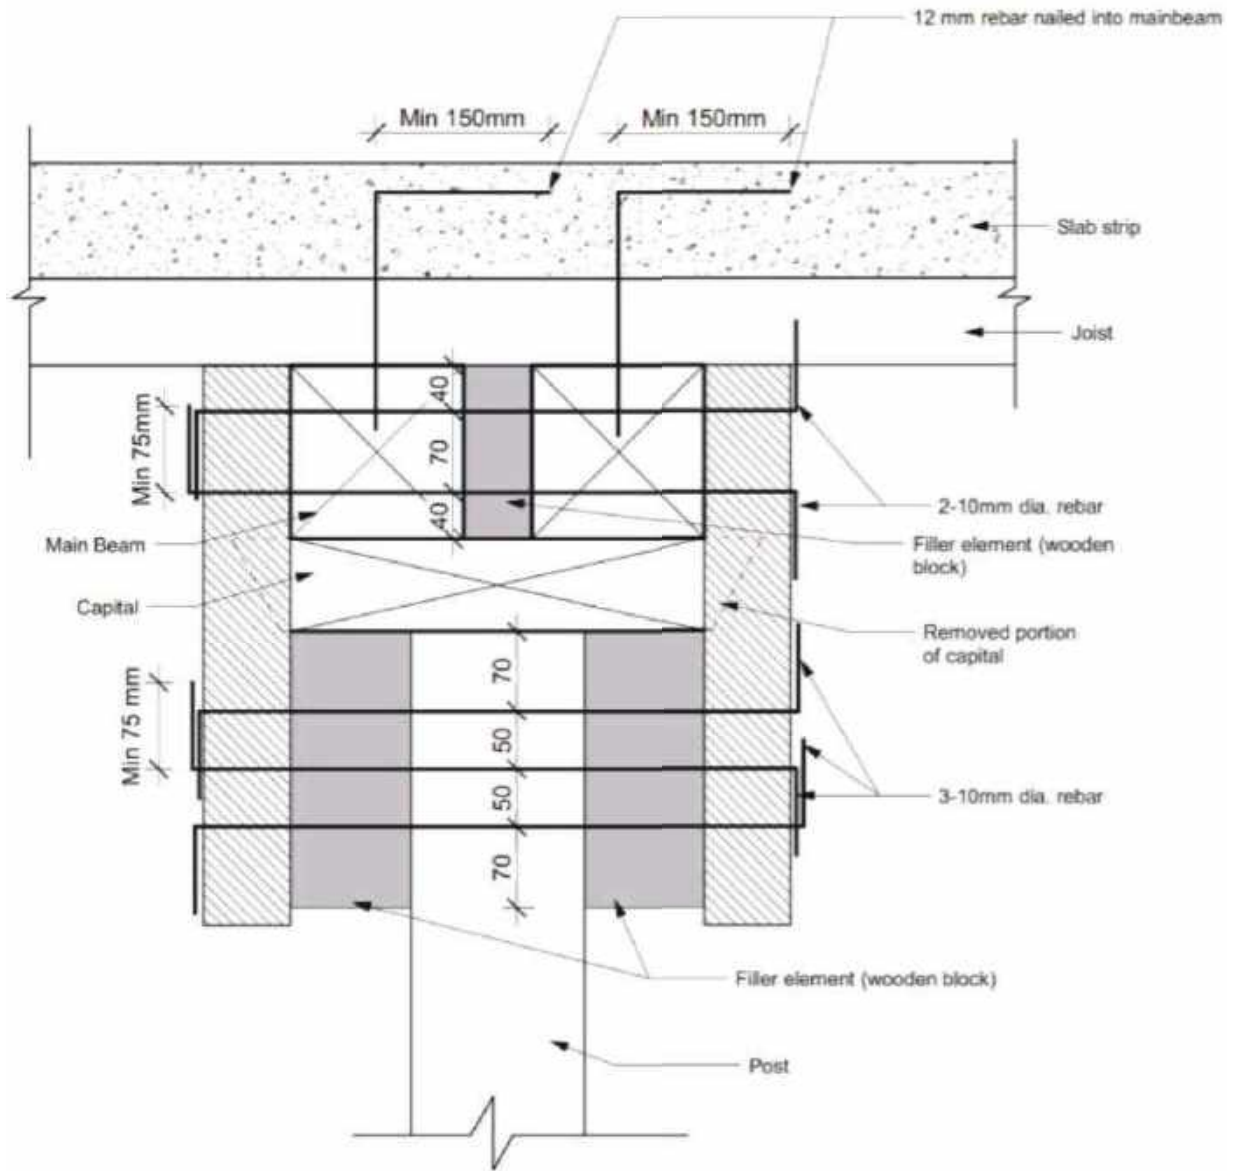 12 mm rebar nailed into mainbeam
Min 150mm
Min 150mm
Slab strip
Joist
40
Min 75mm
70
2-10mm dia. rebar
40
Main Beam
Filler element (wooden
block)
Capital
Removed portion
of capital
70
Min 75 mm
50
50
3-10mm dia. rebar
70
Filler element (wooden block)
Post